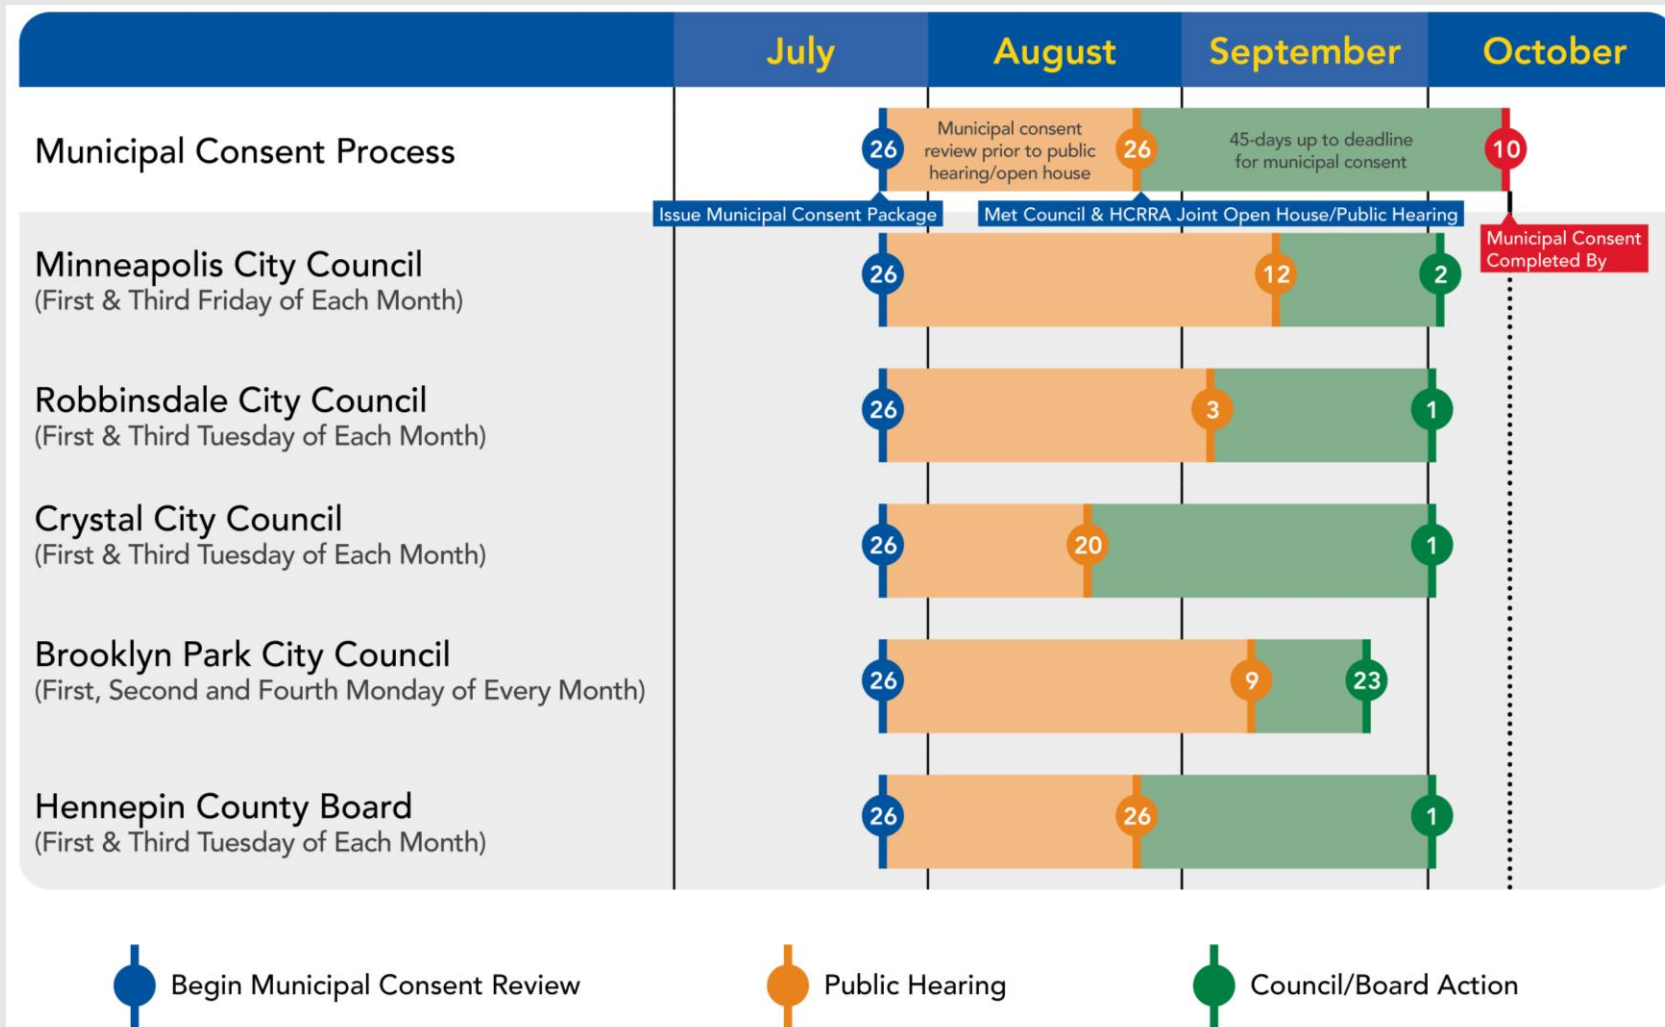 July
August
September
October
Municipal Consent Process
26
Municipal consent
review prior to public
hearing/open house
26
45-days up to deadline
for municipal consent
10
Issue Municipal Consent Package
Met Council & HCRRA Joint Open House/Public Hearing
Municipal Consent
Completed By
Minneapolis City Council
(First & Third Friday of Each Month)
26
12
2
Robbinsdale City Council
(First & Third Tuesday of Each Month)
26
3
1
Crystal City Council
(First & Third Tuesday of Each Month)
26
20
1
Brooklyn Park City Council
(First, Second and Fourth Monday of Every Month)
26
9
23
Hennepin County Board
(First & Third Tuesday of Each Month)
26
26
1
Begin Municipal Consent Review
Public Hearing
Council/Board Action